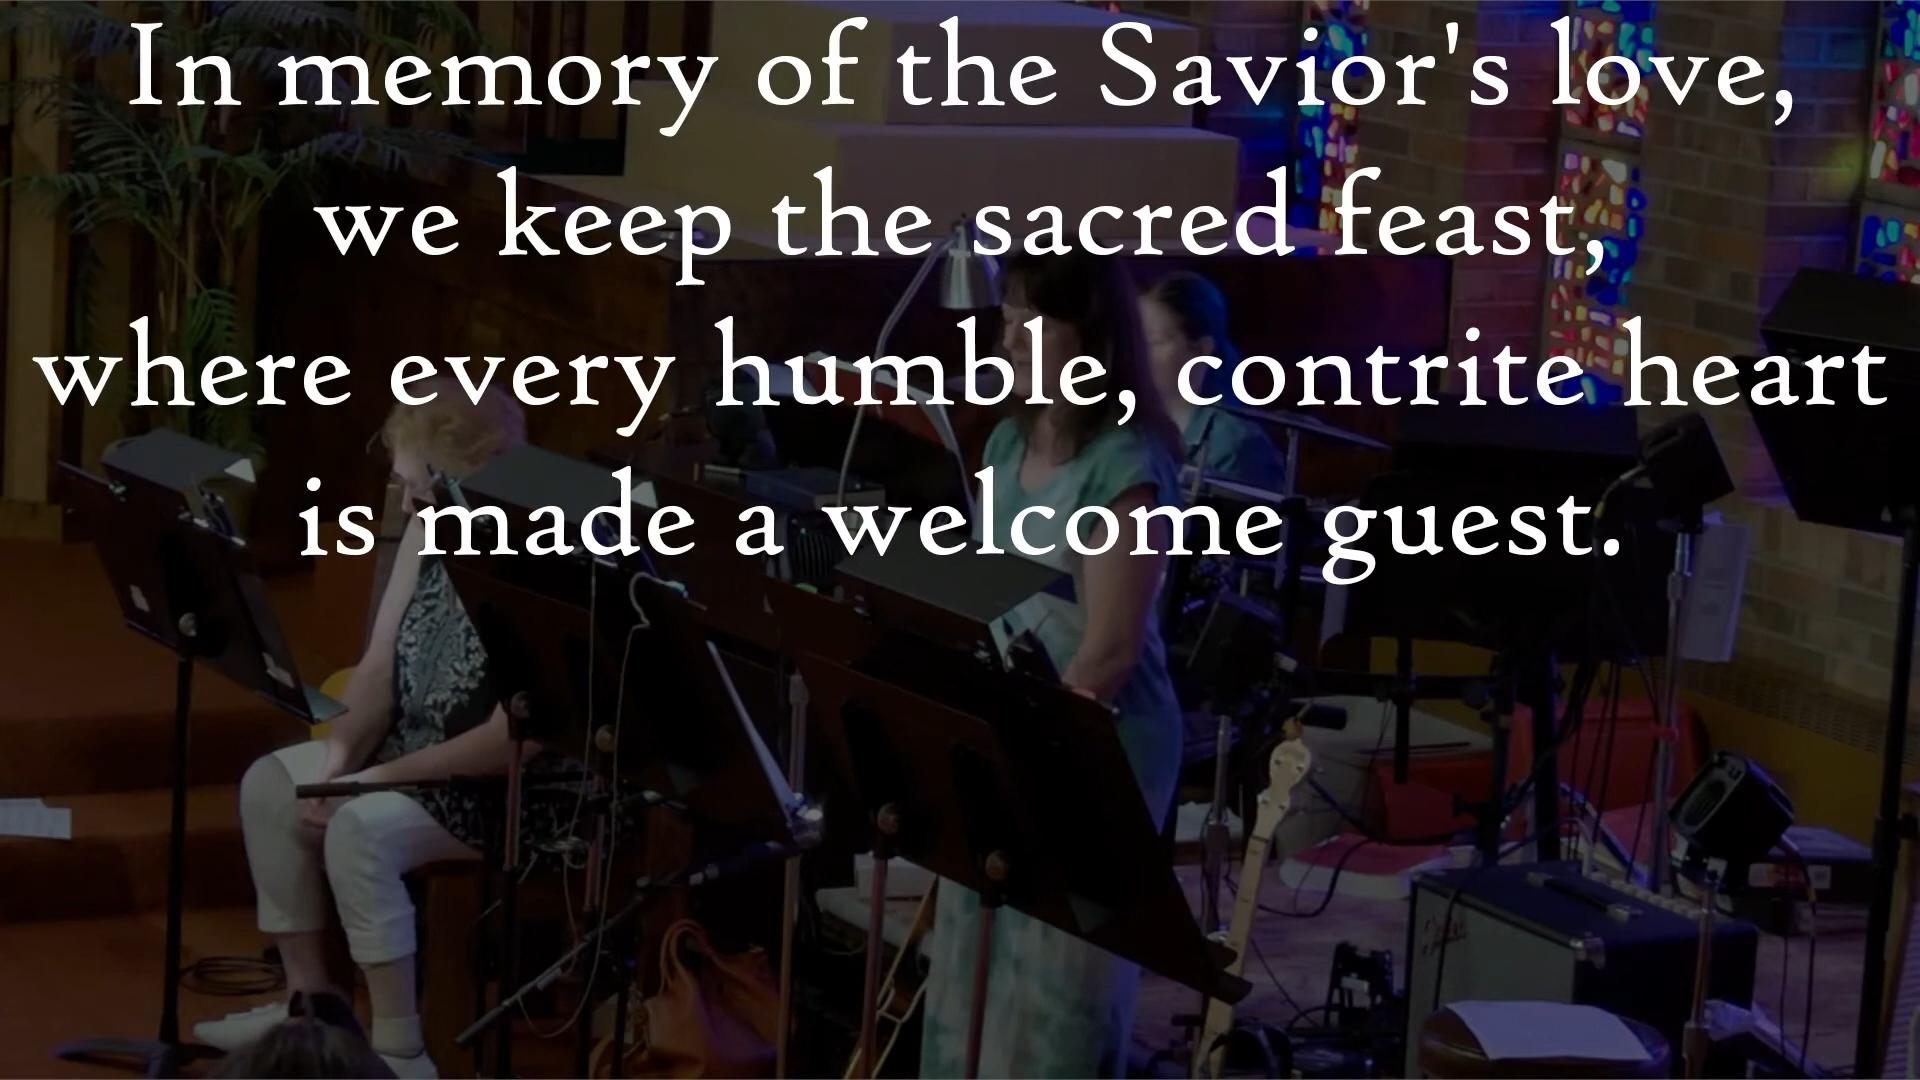 In memory of the Savior's love,
we keep the sacred feast,
where every humble, contrite heart
is made a welcome guest.